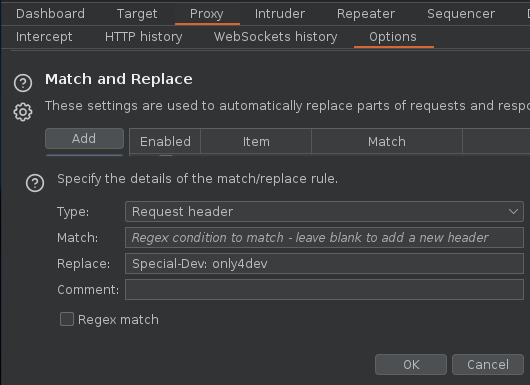 Dashboard Target Proxy Intruder Repeater Sequencer
Intercept HTTP history WebSockets history Options
Match and Replace
These settings are used to automatically replace parts of requests and
Add Enabled Item Match
Specify the details of the match/replace rule.
Type: Request header
Match: Regex condition to match - leave blank to add a new header
Replace: Special-Dev: only4dev
Comment:
Regex match
OK Cancel